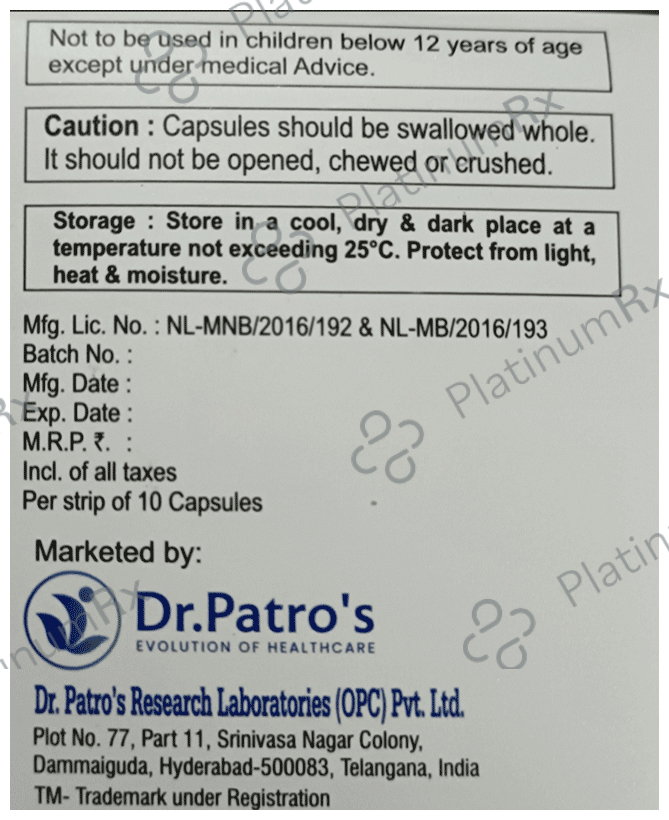 Not to be used in children below 12 years of age
except under medical Advice.
Caution : Capsules should be swallowed whole.
It should not be opened, chewed or crushed.
Storage : Store in a cool, dry & dark place at a
temperature not exceeding 25°C. Protect from light,
heat & moisture.
Mfg. Lic. No. : NL-MNB/2016/192 & NL-MB/2016/193
Batch No. :
Mfg. Date :
Exp. Date :
M.R.P. ₹. :
Incl. of all taxes
Per strip of 10 Capsules
Marketed by:
Dr.Patro's
EVOLUTION OF HEALTHCARE
Dr. Patro's Research Laboratories (OPC) Pvt. Ltd.
Plot No. 77, Part 11, Srinivasa Nagar Colony,
Dammaiguda, Hyderabad-500083, Telangana, India
TM- Trademark under Registration
PlatinumRx
PlatinumRx
PlatinumRx
Platin
inumRx
Rx